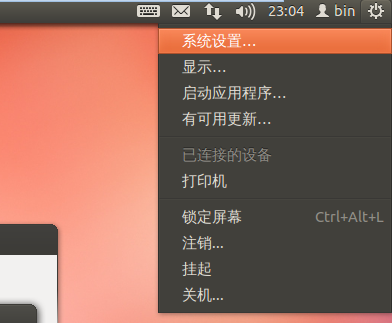 23:04 bin
系统设置...
显示...
启动应用程序...
有可用更新...
已连接的设备
打印机
锁定屏幕 Ctrl+Alt+L
注销...
挂起
关机...